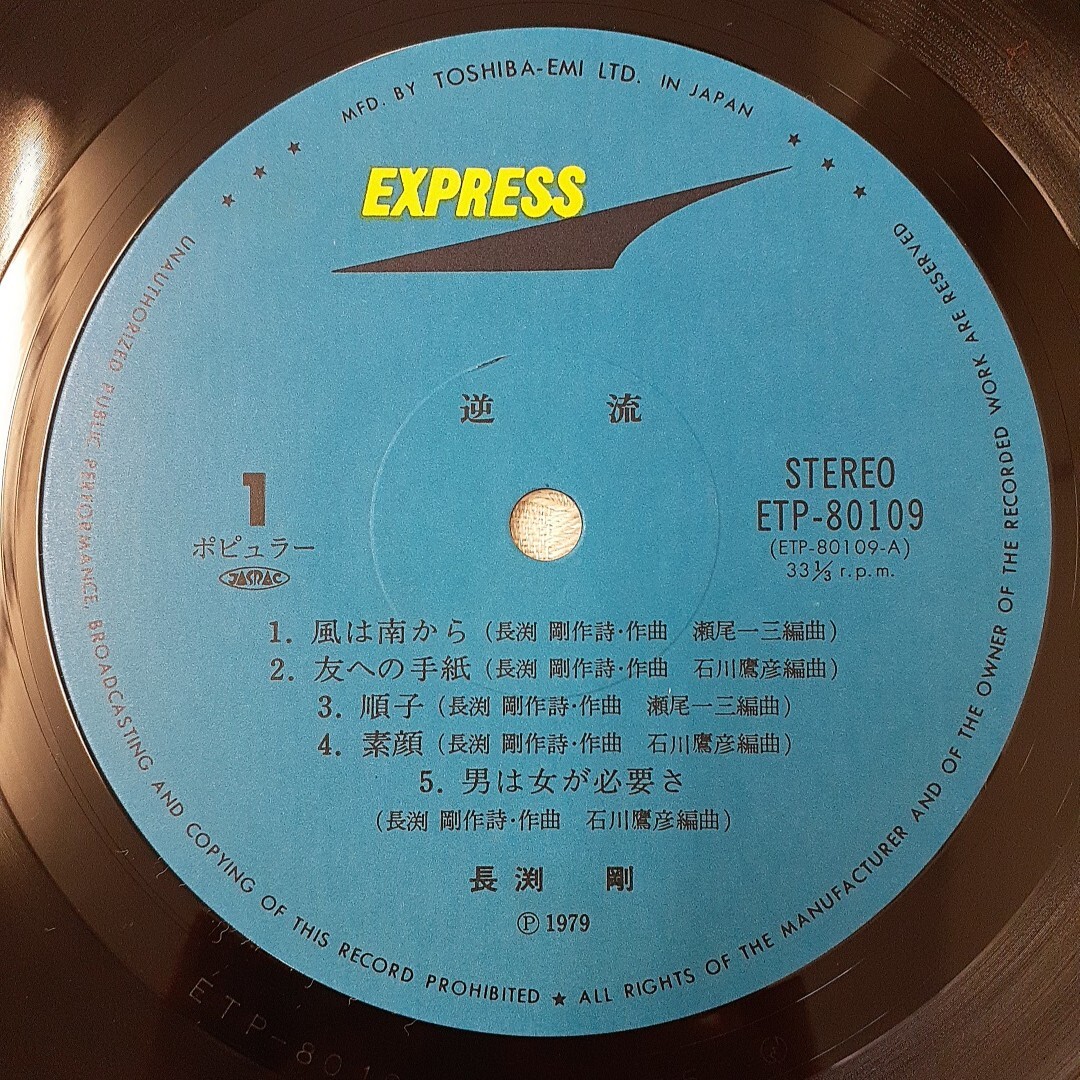 MFD. BY TOSHIBA-EMI LTD. IN JAPAN
★ ★ ★
★ ★ ★
EXPRESS
逆 流
1
ポピュラー
JASRAC
STEREO
ETP-80109
(ETP-80109-A)
33⅓ r.p.m.
1. 風は南から (長渕 剛作詩・作曲 瀬尾一三編曲)
2. 友への手紙 (長渕 剛作詩・作曲 石川鷹彦編曲)
3. 順子 (長渕 剛作詩・作曲 瀬尾一三編曲)
4. 素顔 (長渕 剛作詩・作曲 石川鷹彦編曲)
5. 男は女が必要さ
(長渕 剛作詩・作曲 石川鷹彦編曲)
長渕 剛
Ⓟ 1979
UNAUTHORIZED PUBLIC PERFORMANCE, BROADCASTING AND COPYING OF THIS RECORD PROHIBITED ★ ALL RIGHTS OF THE MANUFACTURER AND OF THE OWNER OF THE RECORDED WORK ARE RESERVED
ETP-8010